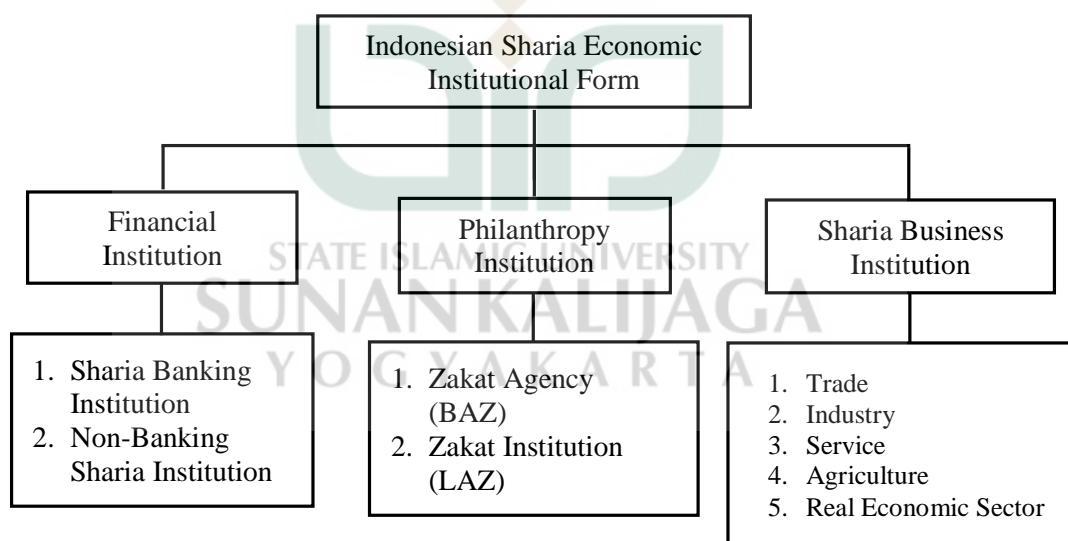 Indonesian Sharia Economic
Institutional Form
Financial
Institution
Philanthropy
Institution
Sharia Business
Institution
STATE ISLAMIC UNIVERSITY
SUNAN KALIJAGA
YOGYAKARTA
1. Sharia Banking
Institution
2. Non-Banking
Sharia Institution
1. Zakat Agency
(BAZ)
2. Zakat Institution
(LAZ)
1. Trade
2. Industry
3. Service
4. Agriculture
5. Real Economic Sector